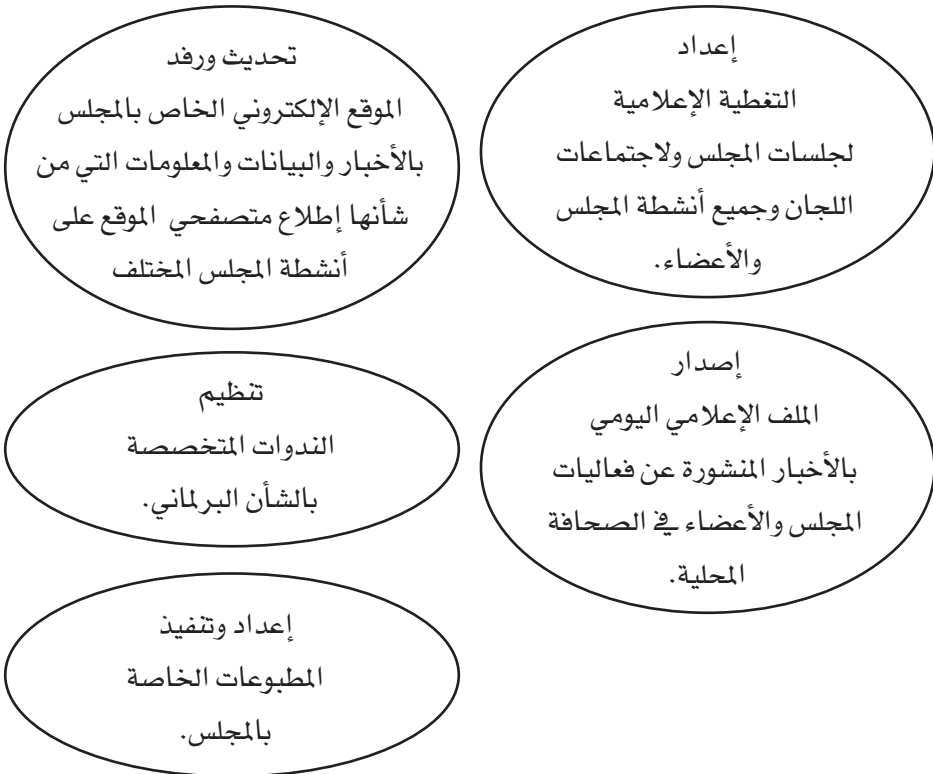 إعداد
التغطية الإعلامية
لجلسات المجلس ولاجتماعات
اللجان وجميع أنشطة المجلس
والأعضاء.
تحديث ورفد
الموقع الإلكتروني الخاص بالمجلس
بالأخبار والبيانات والمعلومات التي من
شأنها إطلاع متصفحي الموقع على
أنشطة المجلس المختلف
إصدار
الملف الإعلامي اليومي
بالأخبار المنشورة عن فعاليات
المجلس والأعضاء في الصحافة
المحلية.
تنظيم
الندوات المتخصصة
بالشأن البرلماني.
إعداد وتنفيذ
المطبوعات الخاصة
بالمجلس.